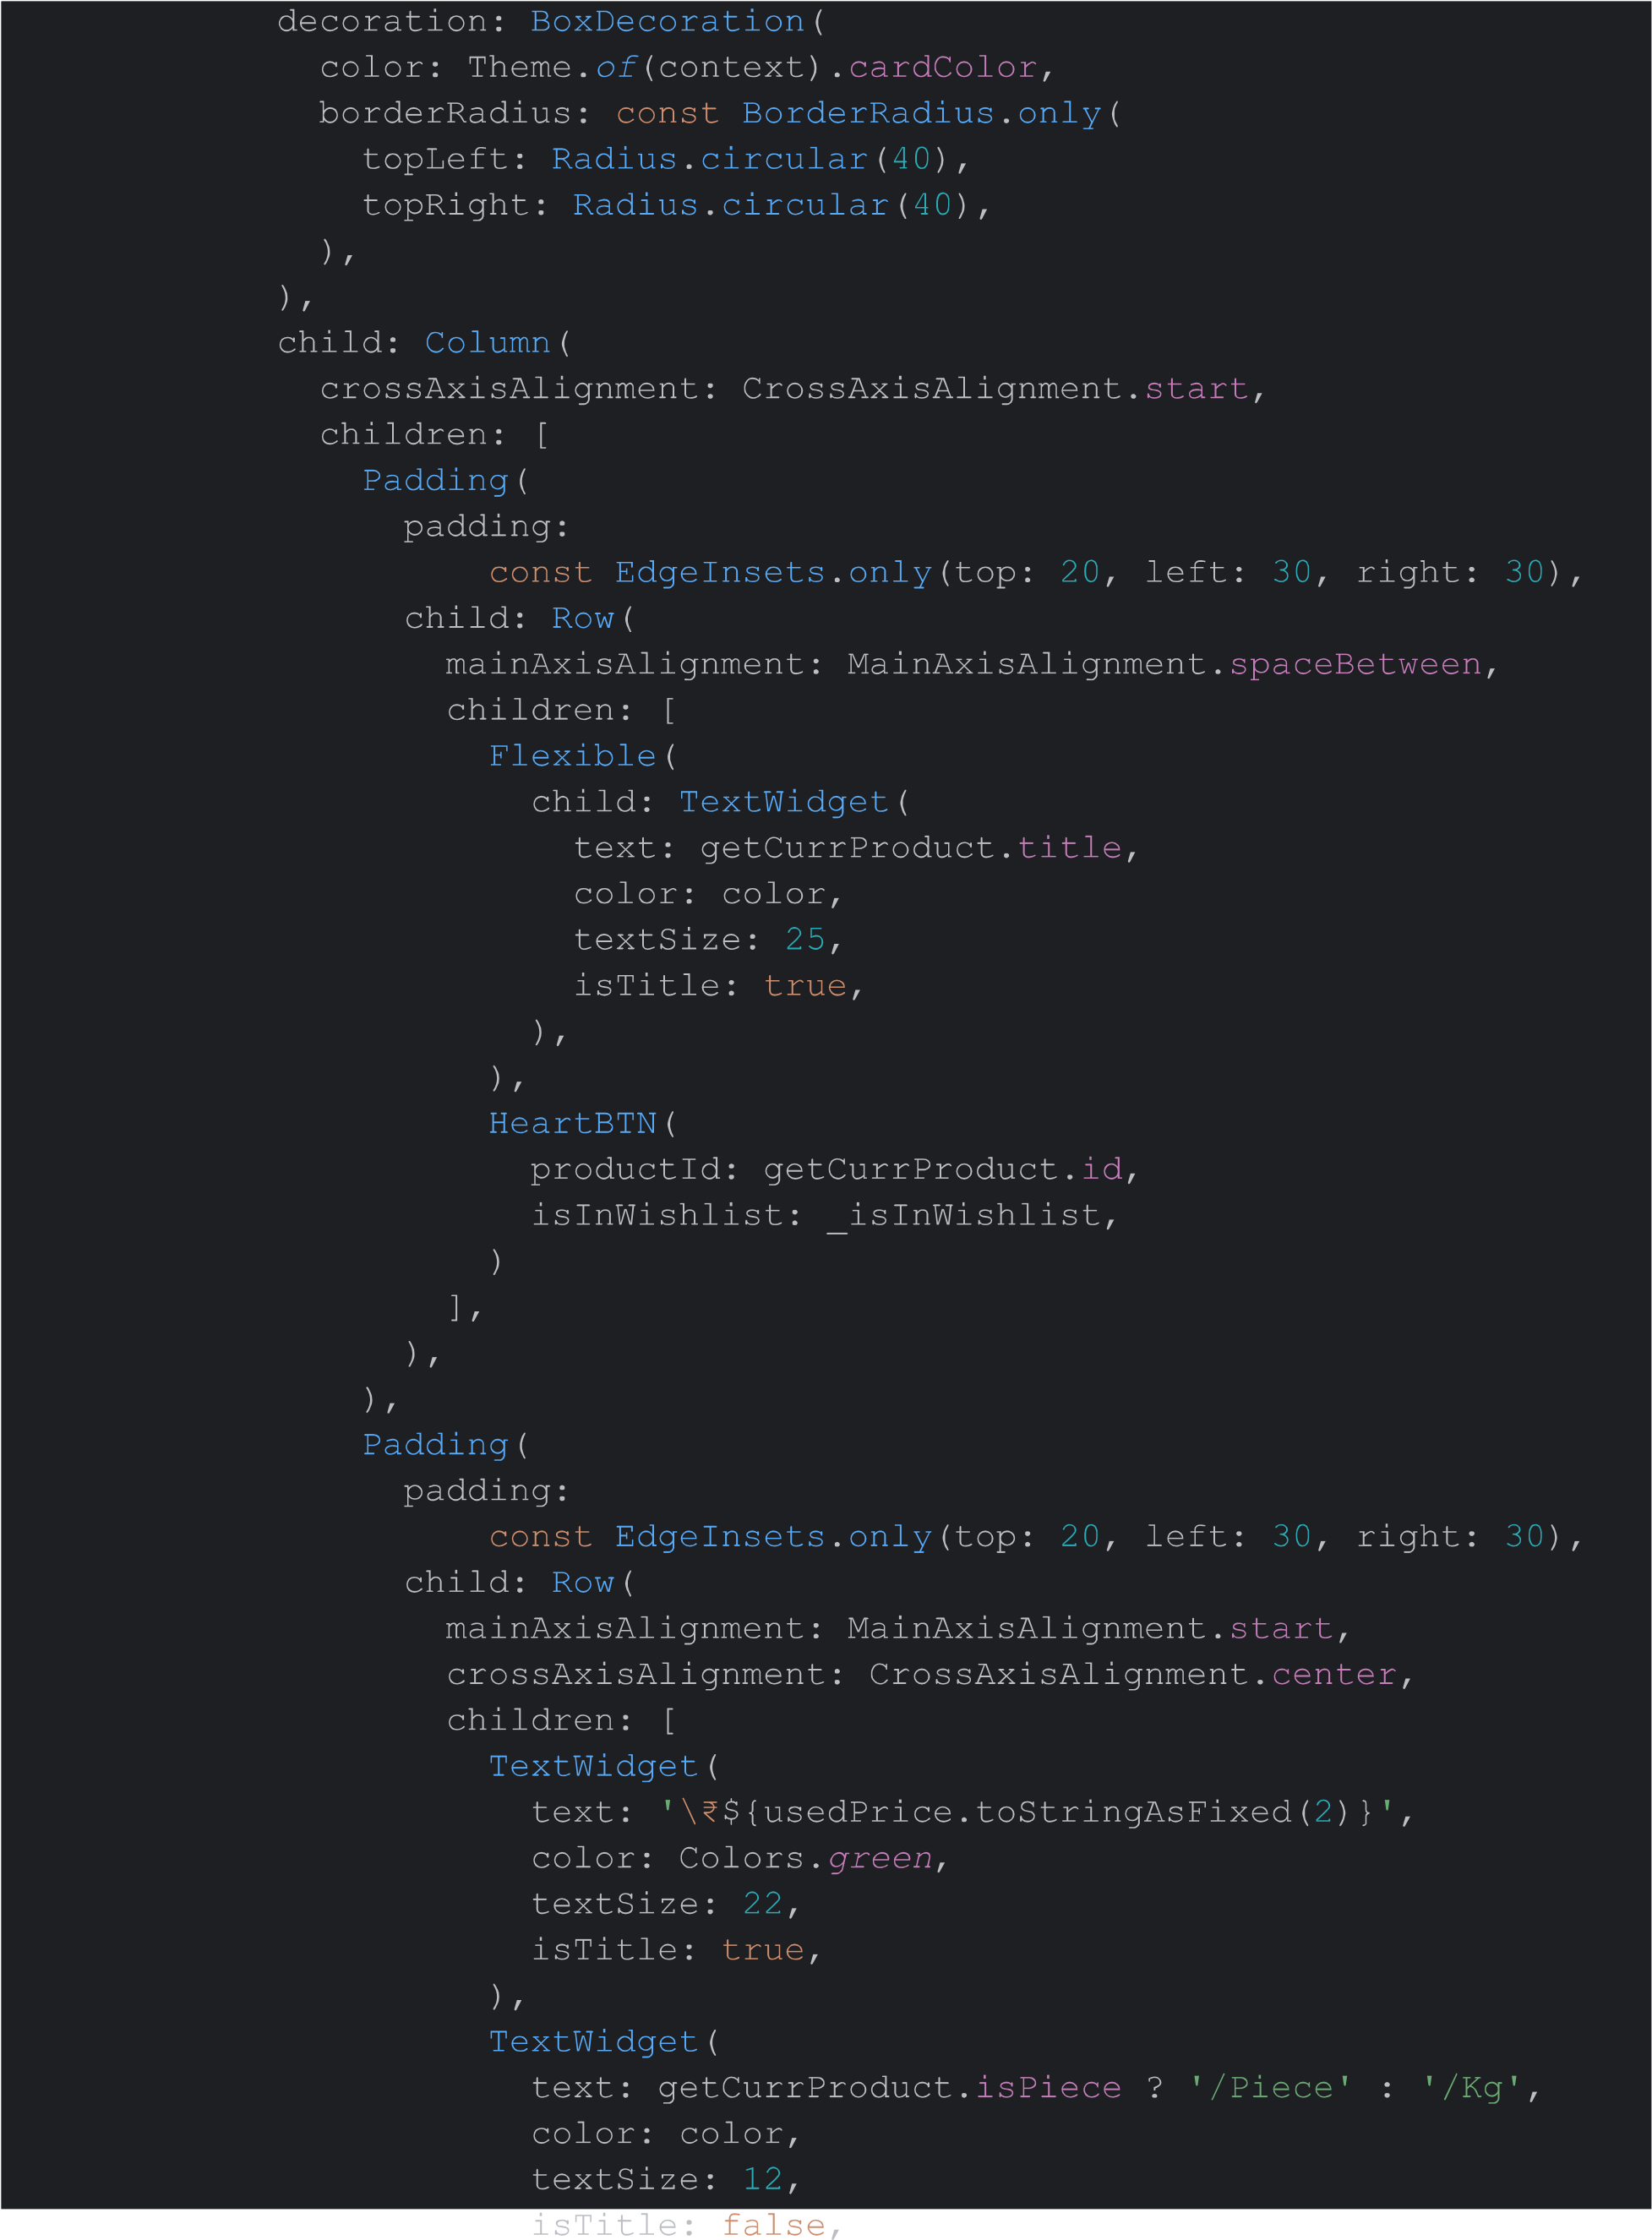 decoration: BoxDecoration(
color: Theme.of(context).cardColor,
borderRadius: const BorderRadius.only(
topLeft: Radius.circular(40),
topRight: Radius.circular(40),
),
),
child: Column(
crossAxisAlignment: CrossAxisAlignment.start,
children: [
Padding(
padding:
const EdgeInsets.only(top: 20, left: 30, right: 30),
child: Row(
mainAxisAlignment: MainAxisAlignment.spaceBetween,
children: [
Flexible(
child: TextWidget(
text: getCurrProduct.title,
color: color,
textSize: 25,
isTitle: true,
),
),
HeartBTN(
productId: getCurrProduct.id,
isInWishlist: _isInWishlist,
)
],
),
),
Padding(
padding:
const EdgeInsets.only(top: 20, left: 30, right: 30),
child: Row(
mainAxisAlignment: MainAxisAlignment.start,
crossAxisAlignment: CrossAxisAlignment.center,
children: [
TextWidget(
text: '\₹${usedPrice.toStringAsFixed(2)}',
color: Colors.green,
textSize: 22,
isTitle: true,
),
TextWidget(
text: getCurrProduct.isPiece ? '/Piece' : '/Kg',
color: color,
textSize: 12,
isTitle: false,